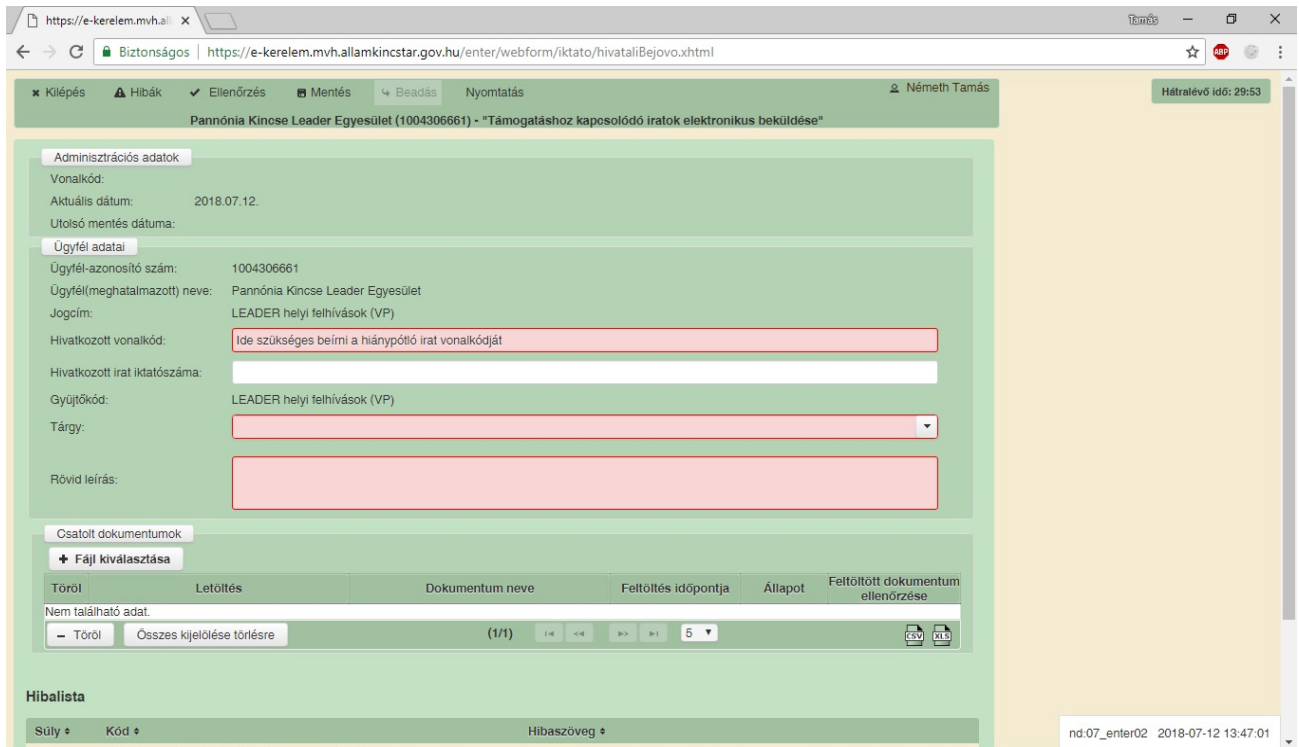 https://e-kerelem.mvh.all
Tamás
Biztonságos | https://e-kerelem.mvh.allamkincstar.gov.hu/enter/webform/iktato/hivataliBejovo.xhtml
ABP
Kilépés Hibák Ellenőrzés Mentés Beadás Nyomtatás Németh Tamás
Hátralévő idő: 29:53
Pannónia Kincse Leader Egyesület (1004306661) - "Támogatáshoz kapcsolódó iratok elektronikus beküldése"
Adminisztrációs adatok
Vonalkód:
Aktuális dátum: 2018.07.12.
Utolsó mentés dátuma:
Ügyfél adatai
Ügyfél-azonosító szám: 1004306661
Ügyfél(meghatalmazott) neve: Pannónia Kincse Leader Egyesület
Jogcím: LEADER helyi felhívások (VP)
Hivatkozott vonalkód: Ide szükséges beírni a hiánypótló irat vonalkódját
Hivatkozott irat iktatószáma:
Gyüjtőkód: LEADER helyi felhívások (VP)
Tárgy:
Rövid leírás:
Csatolt dokumentumok
+ Fájl kiválasztása
Töröl Letöltés Dokumentum neve Feltöltés időpontja Állapot Feltöltött dokumentum ellenőrzése
Nem található adat.
– Töröl Összes kijelölése törlésre (1/1) 5 CSV XLS
Hibalista
Súly Kód Hibaszöveg
nd:07_enter02 2018-07-12 13:47:01